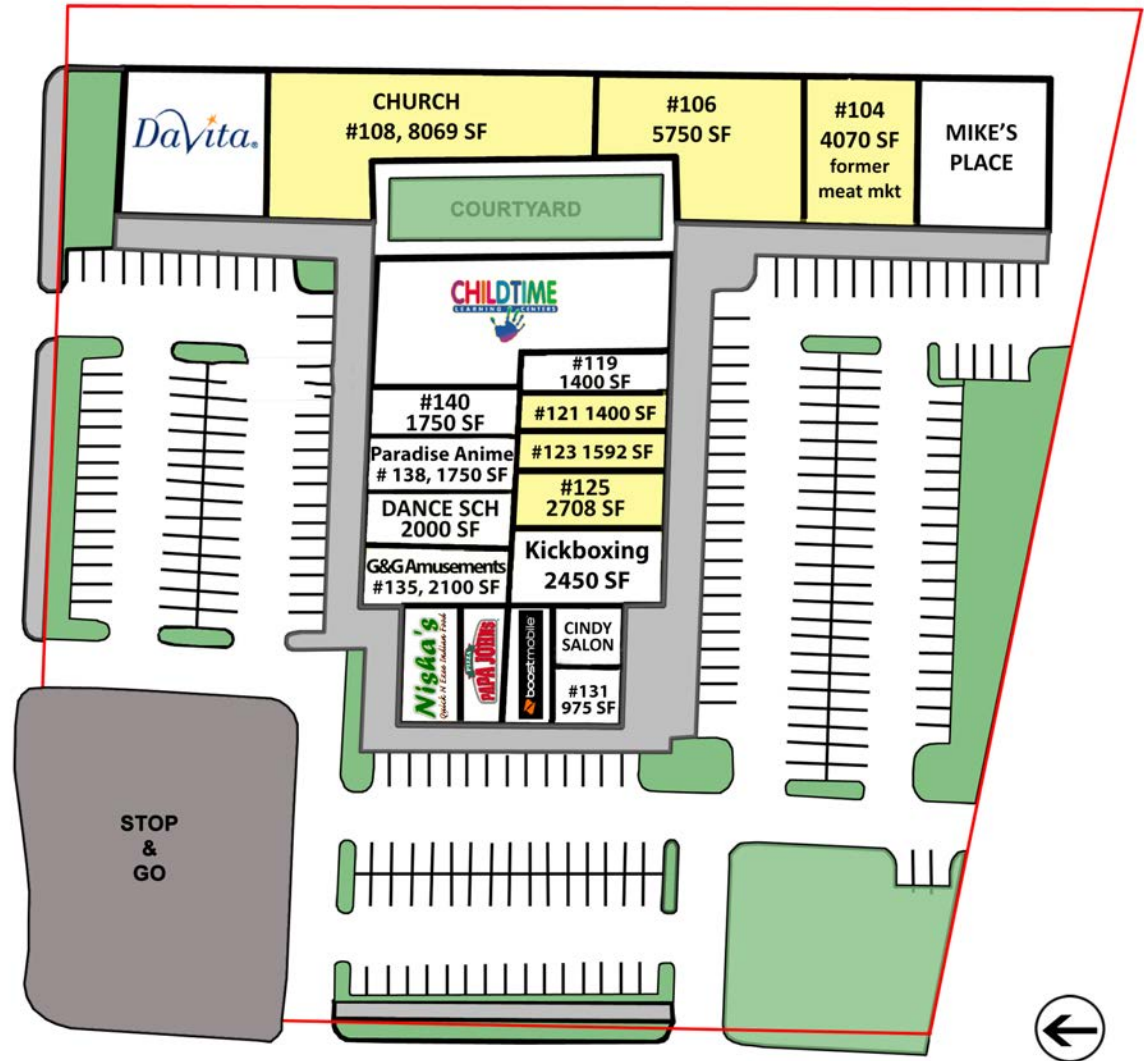 DaVita.
CHURCH
#108, 8069 SF
#106
5750 SF
#104
4070 SF
former
meat mkt
MIKE'S
PLACE
COURTYARD
CHILDTIME
LEARNING CENTERS
#119
1400 SF
#140
1750 SF
#121 1400 SF
Paradise Anime
# 138, 1750 SF
#123 1592 SF
#125
2708 SF
DANCE SCH
2000 SF
Kickboxing
2450 SF
G&G Amusements
#135, 2100 SF
Nisha's
Quick N Ezee Indian Food
PIZZA
PAPA JOHN'S
boostmobile
CINDY
SALON
#131
975 SF
STOP
&
GO